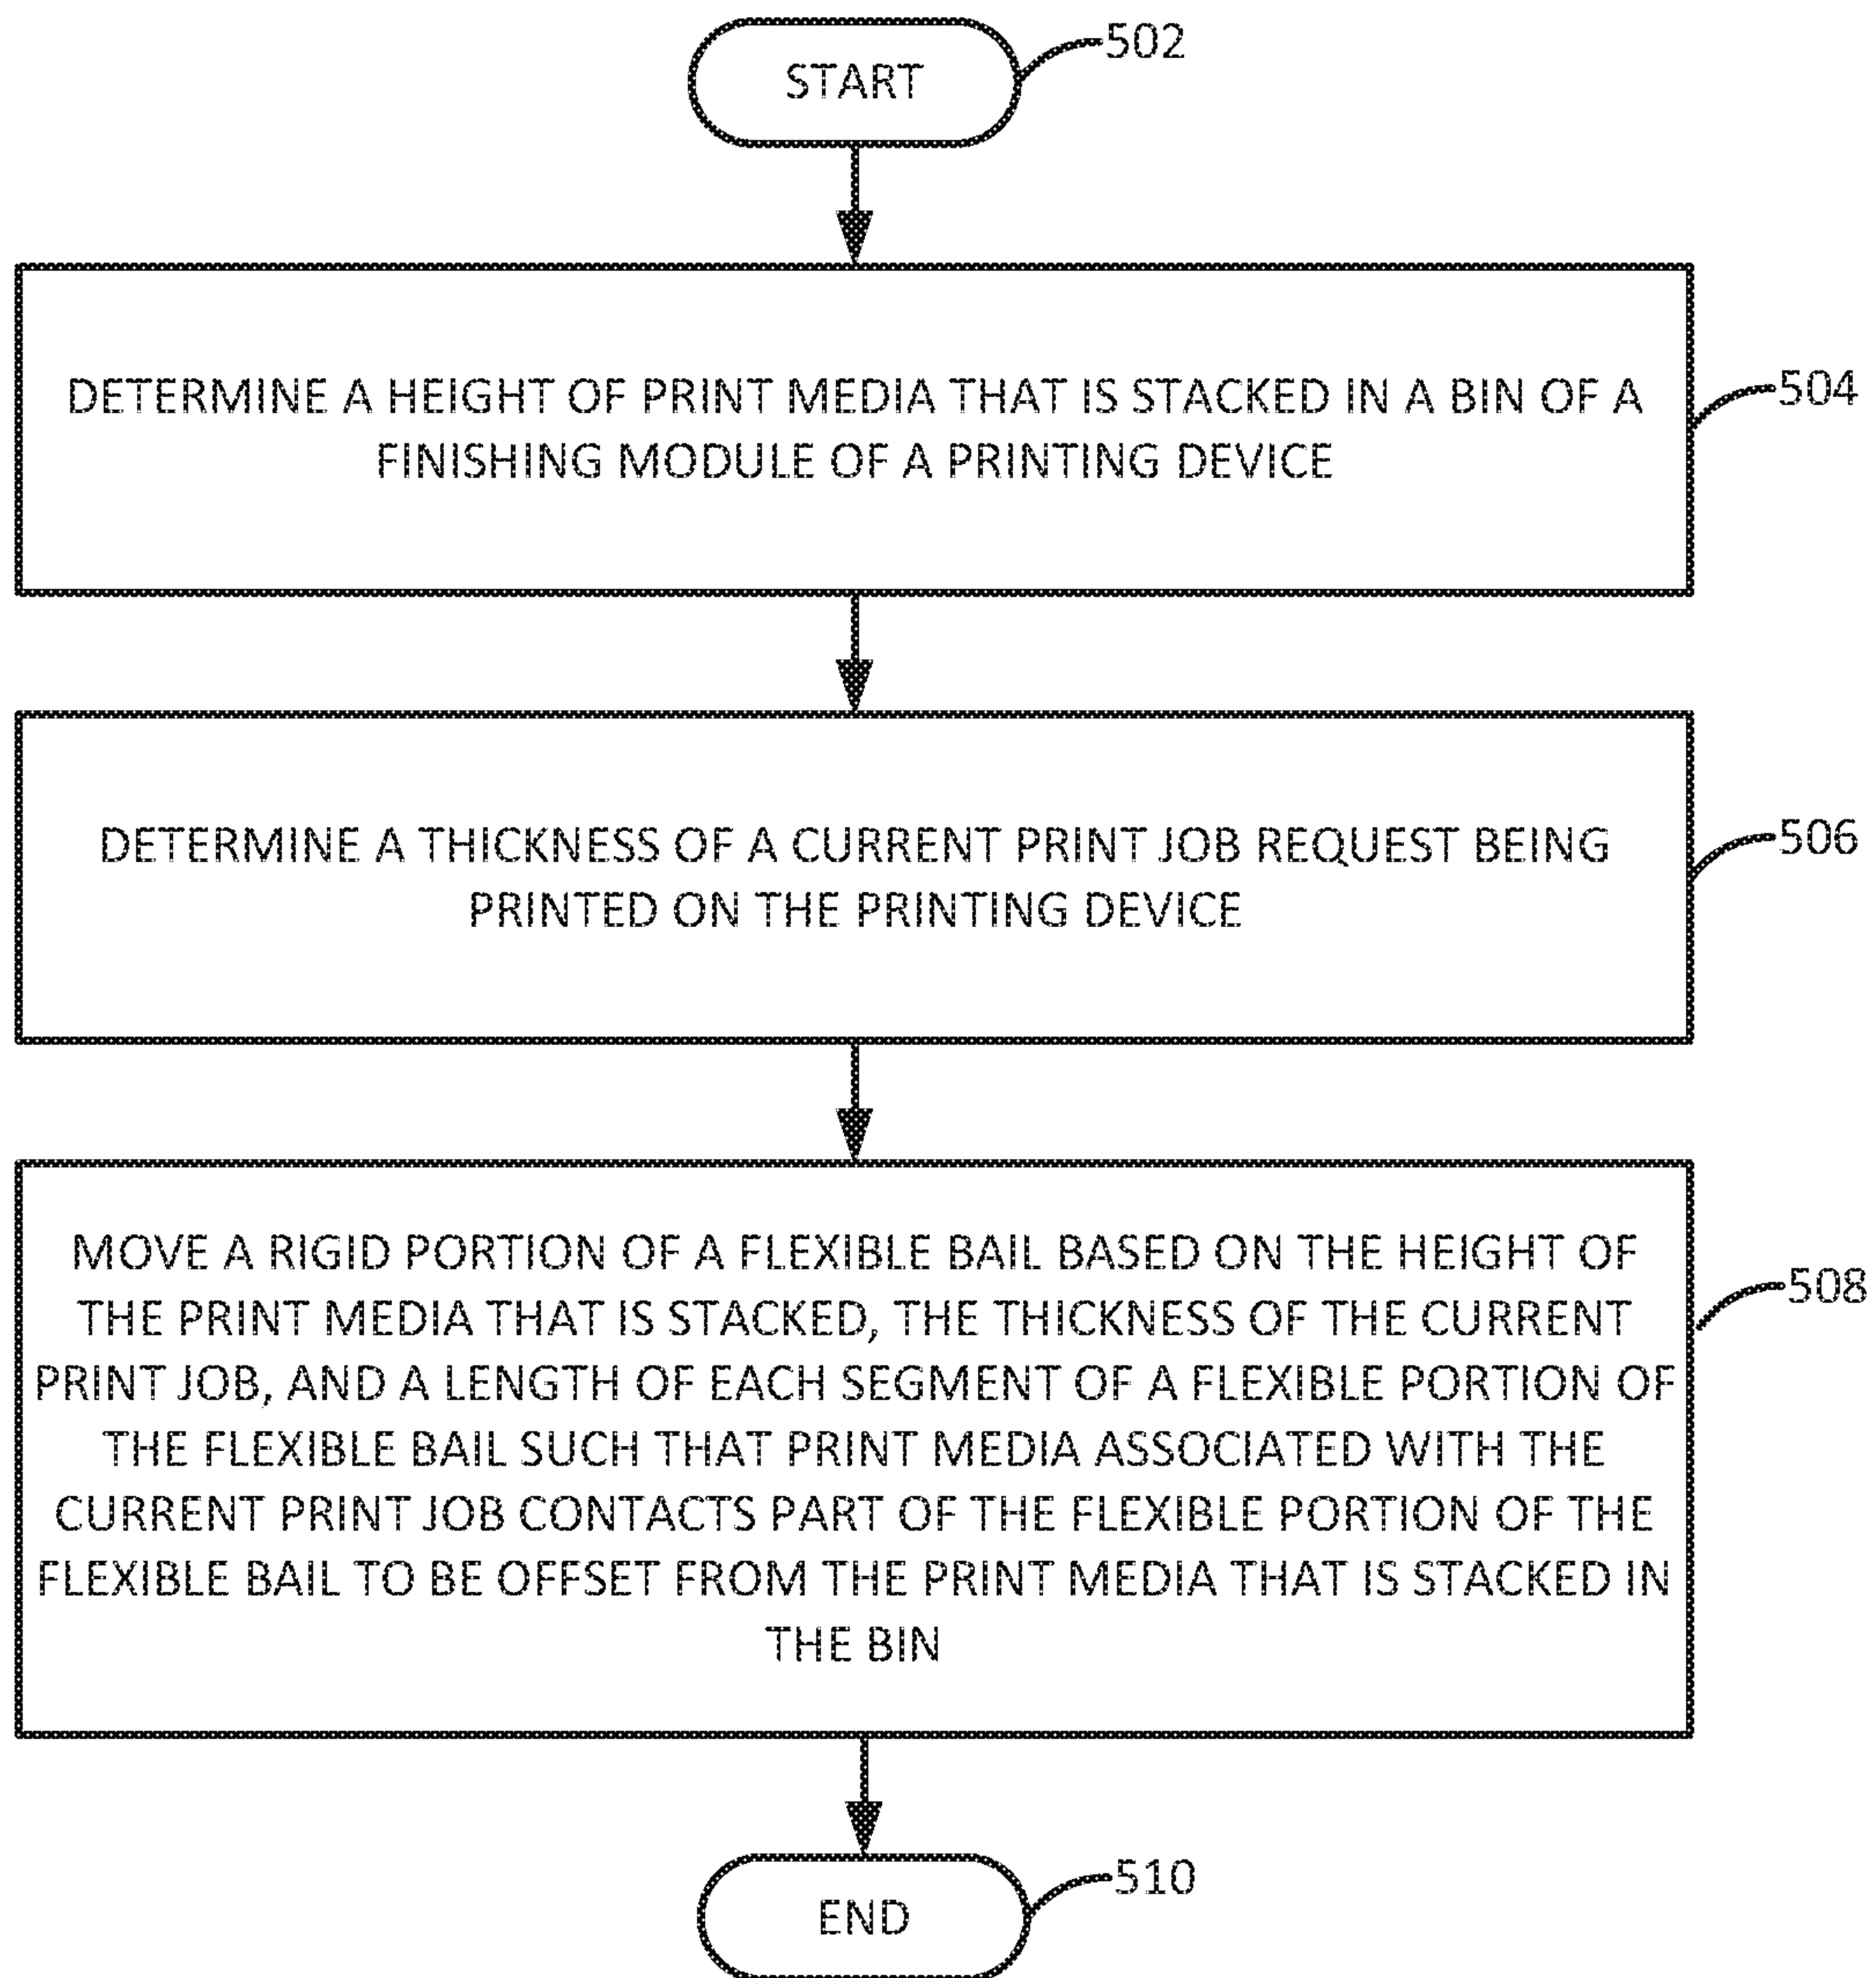 START
502
DETERMINE A HEIGHT OF PRINT MEDIA THAT IS STACKED IN A BIN OF A
FINISHING MODULE OF A PRINTING DEVICE
504
DETERMINE A THICKNESS OF A CURRENT PRINT JOB REQUEST BEING
PRINTED ON THE PRINTING DEVICE
506
MOVE A RIGID PORTION OF A FLEXIBLE BAIL BASED ON THE HEIGHT OF
THE PRINT MEDIA THAT IS STACKED, THE THICKNESS OF THE CURRENT
PRINT JOB, AND A LENGTH OF EACH SEGMENT OF A FLEXIBLE PORTION OF
THE FLEXIBLE BAIL SUCH THAT PRINT MEDIA ASSOCIATED WITH THE
CURRENT PRINT JOB CONTACTS PART OF THE FLEXIBLE PORTION OF THE
FLEXIBLE BAIL TO BE OFFSET FROM THE PRINT MEDIA THAT IS STACKED IN
THE BIN
508
END
510